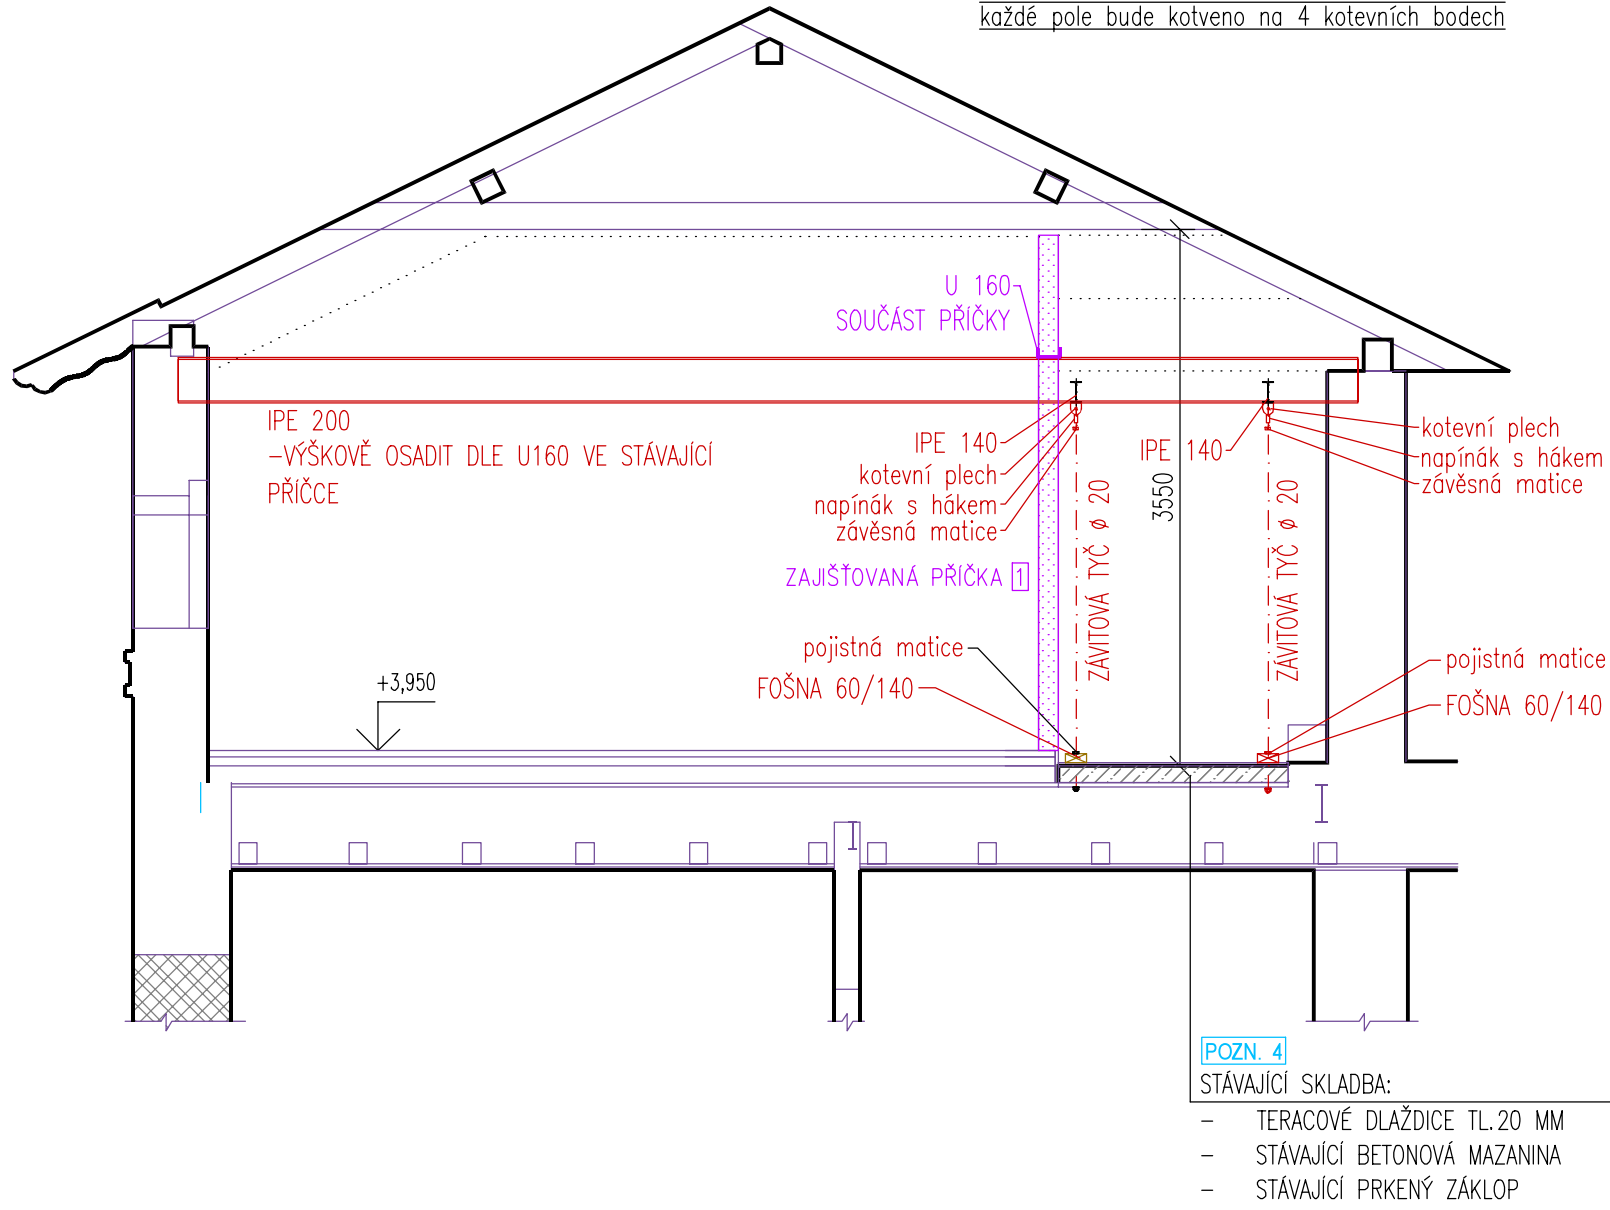 každé pole bude kotveno na 4 kotevních bodech
U 160
SOUČÁST PŘÍČKY
IPE 200
-VÝŠKOVĚ OSADIT DLE U160 VE STÁVAJÍCÍ
PŘÍČCE
IPE 140
kotevní plech
napínák s hákem
závěsná matice
IPE 140
kotevní plech
napínák s hákem
závěsná matice
ZÁVITOVÁ TYČ ø 20
3550
ZÁVITOVÁ TYČ ø 20
ZAJIŠŤOVANÁ PŘÍČKA 1
pojistná matice
FOŠNA 60/140
pojistná matice
FOŠNA 60/140
+3,950
POZN. 4
STÁVAJÍCÍ SKLADBA:
- TERACOVÉ DLAŽDICE TL.20 MM
- STÁVAJÍCÍ BETONOVÁ MAZANINA
- STÁVAJÍCÍ PRKENÝ ZÁKLOP